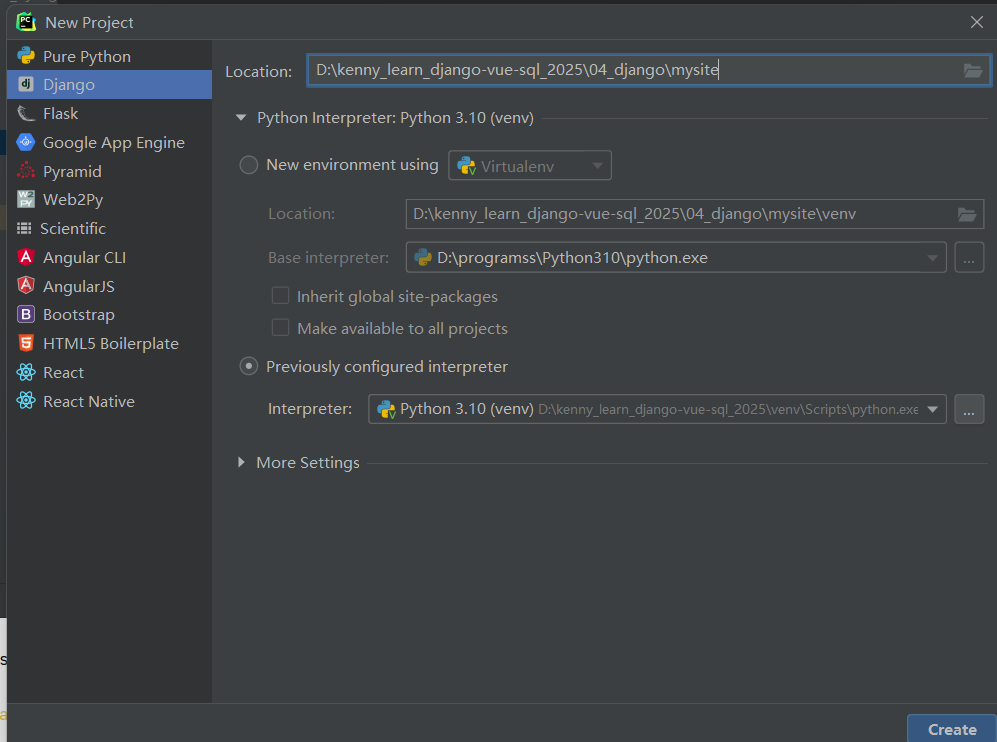 New Project
Pure Python
Django
Flask
Google App Engine
Pyramid
Web2Py
Scientific
Angular CLI
AngularJS
Bootstrap
HTML5 Boilerplate
React
React Native
Location: D:\kenny_learn_django-vue-sql_2025\04_django\mysite
Python Interpreter: Python 3.10 (venv)
New environment using Virtualenv
Location: D:\kenny_learn_django-vue-sql_2025\04_django\mysite\venv
Base interpreter: D:\programss\Python310\python.exe ...
Inherit global site-packages
Make available to all projects
Previously configured interpreter
Interpreter: Python 3.10 (venv) D:\kenny_learn_django-vue-sql_2025\venv\Scripts\python.exe ...
More Settings
Create